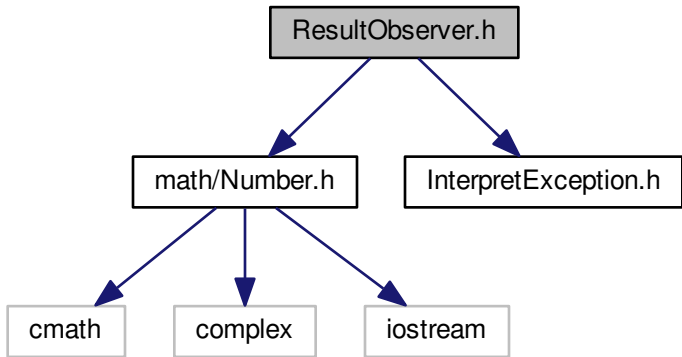 ResultObserver.h
math/Number.h
InterpretException.h
cmath
complex
iostream